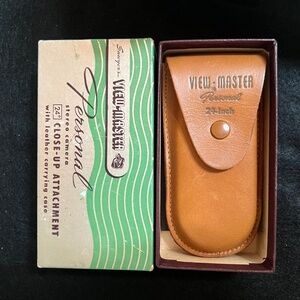 Sawyer's
VIEW-MASTER
Personal
stereo camera
24" CLOSE-UP ATTACHMENT
with leather carrying case
VIEW-MASTER
Personal
24-inch